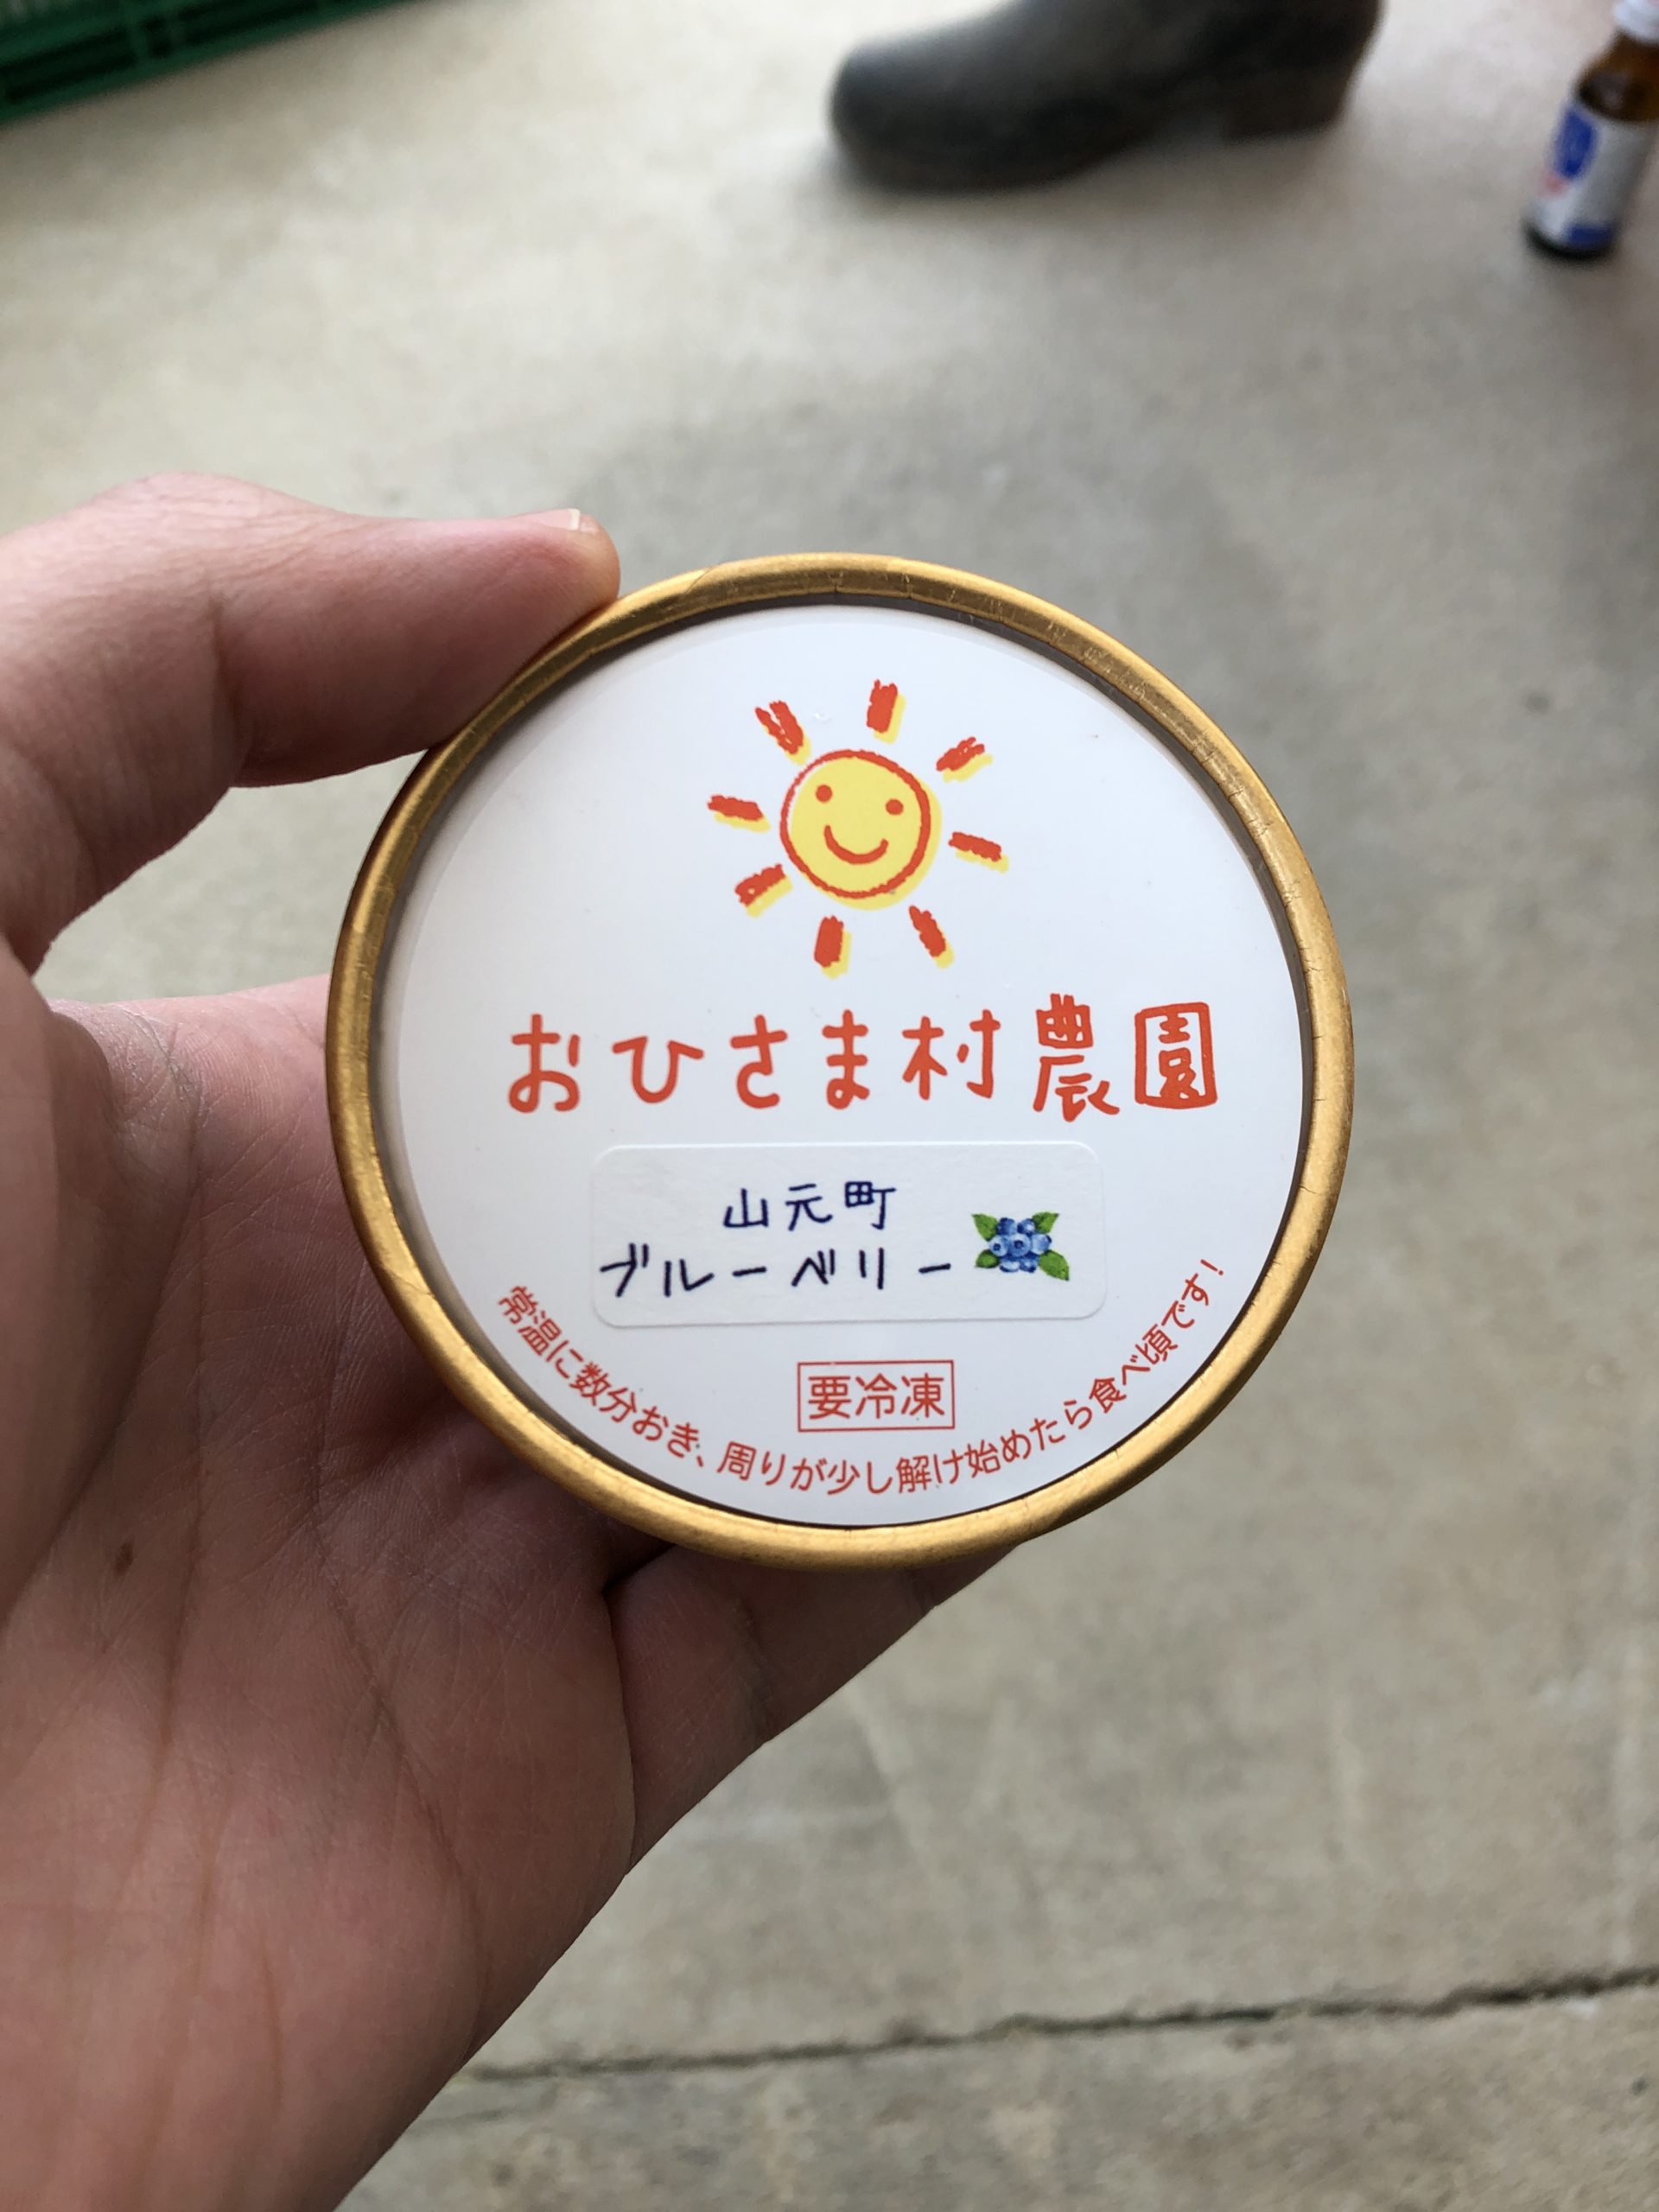 おひさま村農園
山元町
ブルーベリー
要冷凍
常温に数分おき、周りが少し解け始めたら食べ頃です!